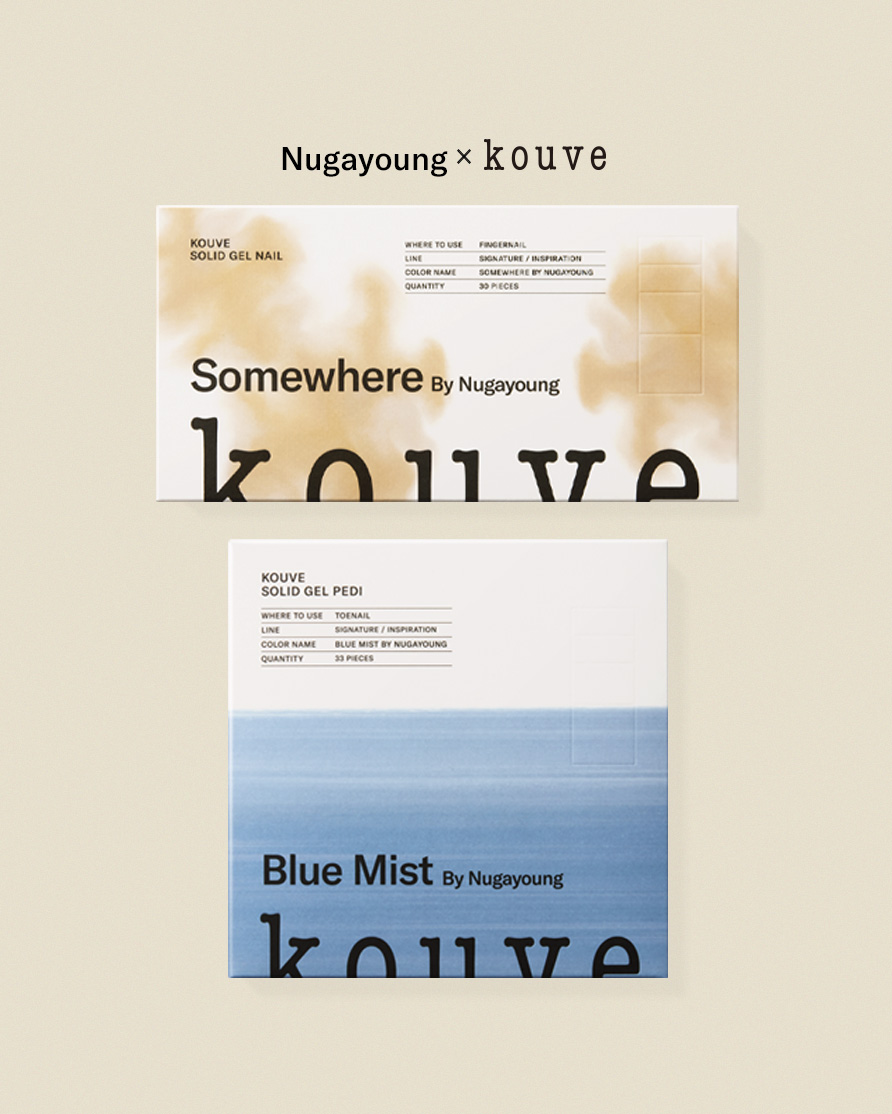 Nugayoung × kouve
KOUVE
SOLID GEL NAIL
WHERE TO USE FINGERNAIL
LINE SIGNATURE / INSPIRATION
COLOR NAME SOMEWHERE BY NUGAYOUNG
QUANTITY 30 PIECES
Somewhere By Nugayoung
kouve
KOUVE
SOLID GEL PEDI
WHERE TO USE TOENAIL
LINE SIGNATURE / INSPIRATION
COLOR NAME BLUE MIST BY NUGAYOUNG
QUANTITY 33 PIECES
Blue Mist By Nugayoung
kouve